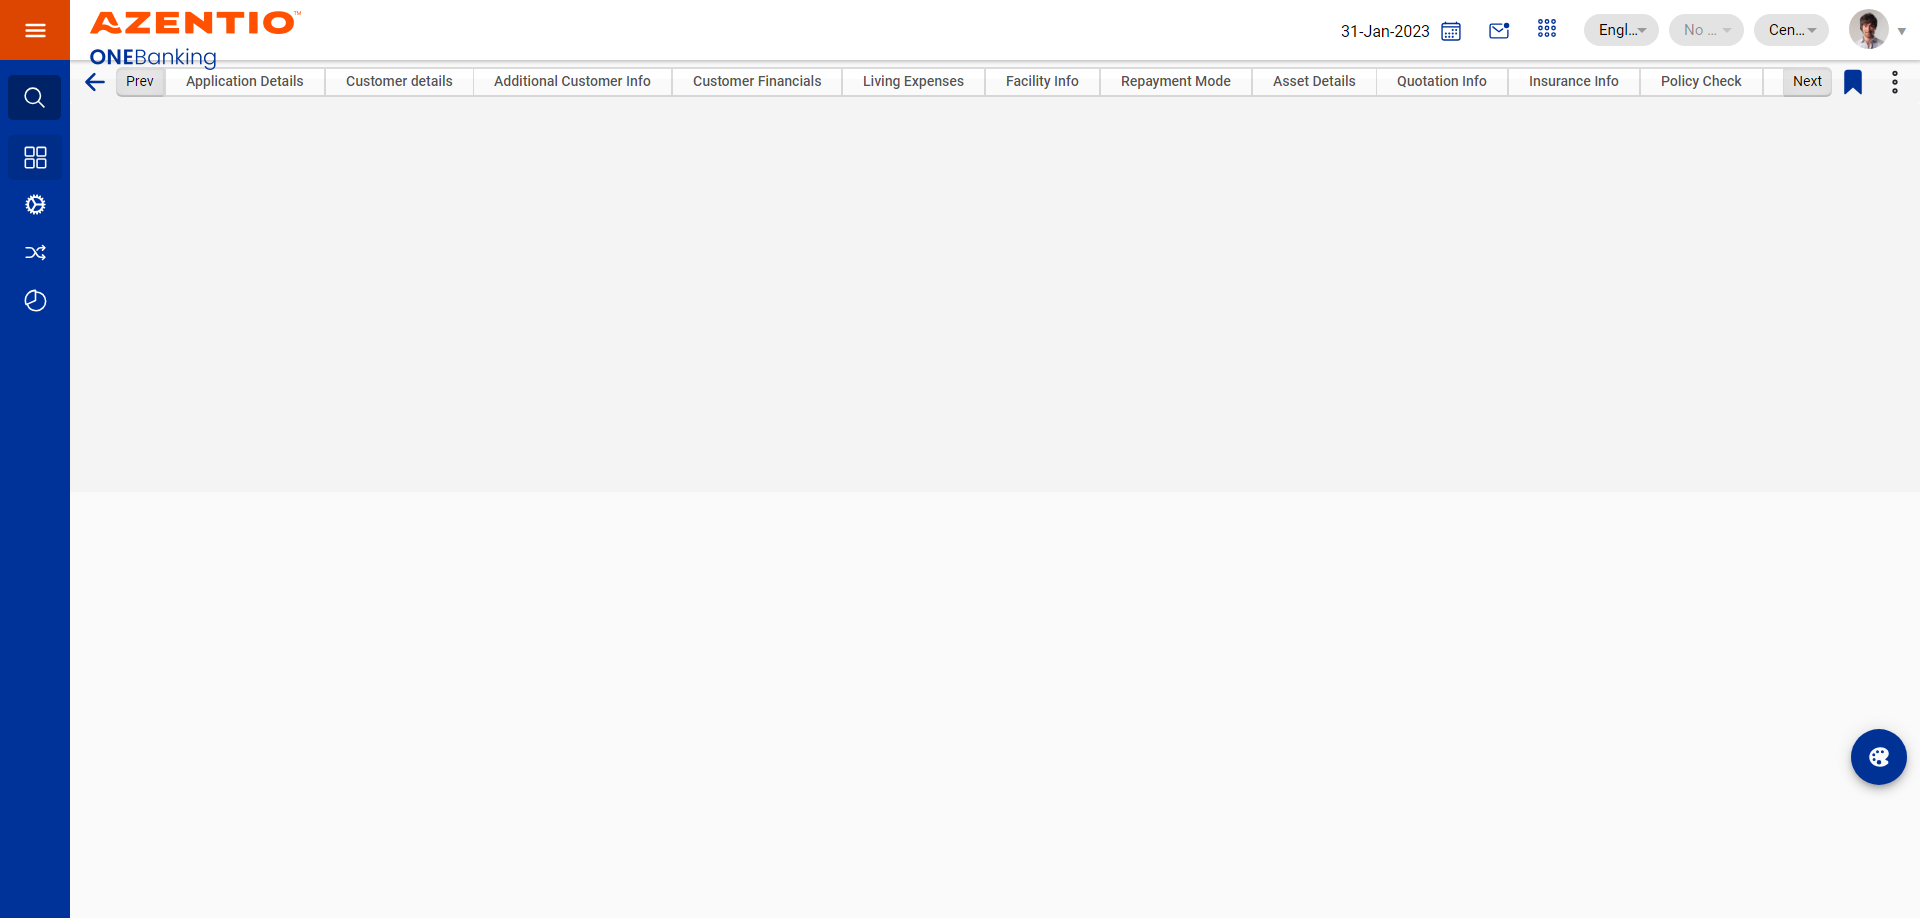 AZENTIO™
ONEBanking
31-Jan-2023
Engl...
No ...
Cen...
Prev
Application Details
Customer details
Additional Customer Info
Customer Financials
Living Expenses
Facility Info
Repayment Mode
Asset Details
Quotation Info
Insurance Info
Policy Check
Next